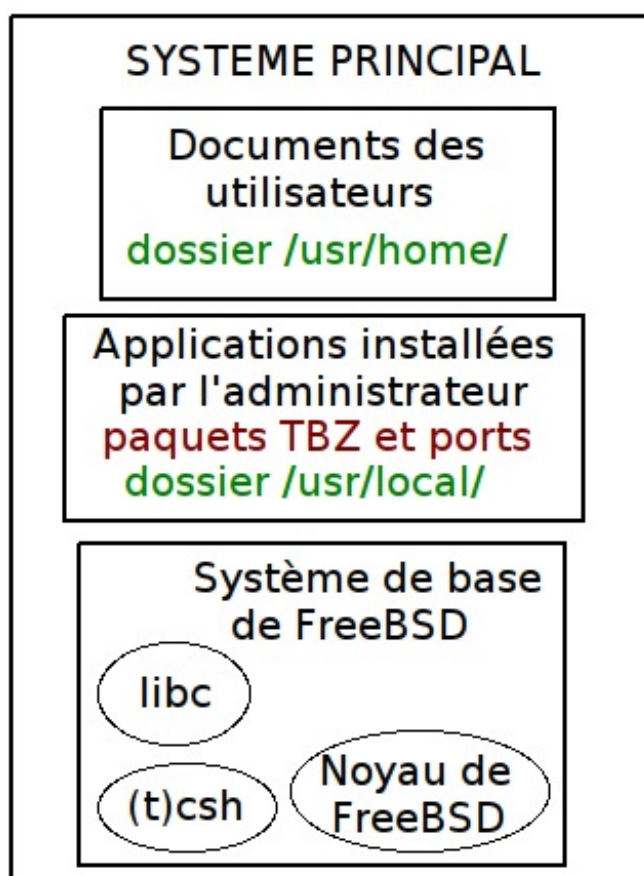 SYSTEME PRINCIPAL
Documents des
utilisateurs
dossier /usr/home/
Applications installées
par l'administrateur
paquets TBZ et ports
dossier /usr/local/
Système de base
de FreeBSD
libc
(t)csh
Noyau de
FreeBSD